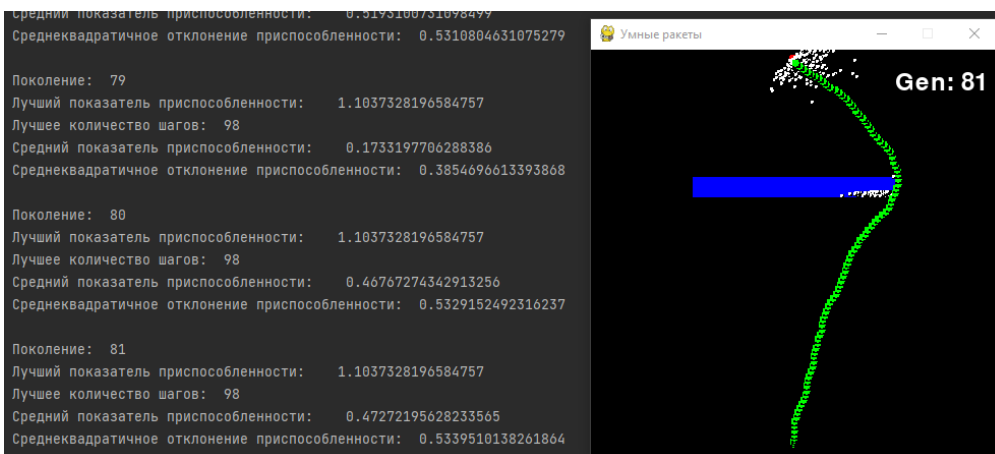 Средний показатель приспособленности: 0.5193100731098499
Среднеквадратичное отклонение приспособленности: 0.5310804631075279
Поколение: 79
Лучший показатель приспособленности: 1.1037328196584757
Лучшее количество шагов: 98
Средний показатель приспособленности: 0.1733197706288386
Среднеквадратичное отклонение приспособленности: 0.3854696613393868
Поколение: 80
Лучший показатель приспособленности: 1.1037328196584757
Лучшее количество шагов: 98
Средний показатель приспособленности: 0.46767274342913256
Среднеквадратичное отклонение приспособленности: 0.5329152492316237
Поколение: 81
Лучший показатель приспособленности: 1.1037328196584757
Лучшее количество шагов: 98
Средний показатель приспособленности: 0.47272195628233565
Среднеквадратичное отклонение приспособленности: 0.5339510138261864
Умные ракеты
Gen: 81